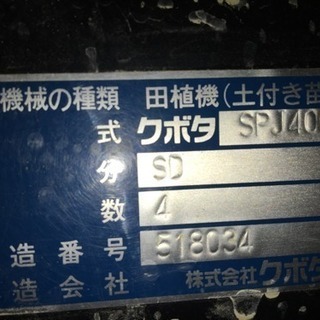 機械の種類 田植機(土付き苗
式 クボタ SPJ40
分 SD
数 4
造番号 518034
造会社 株式会社クボタ